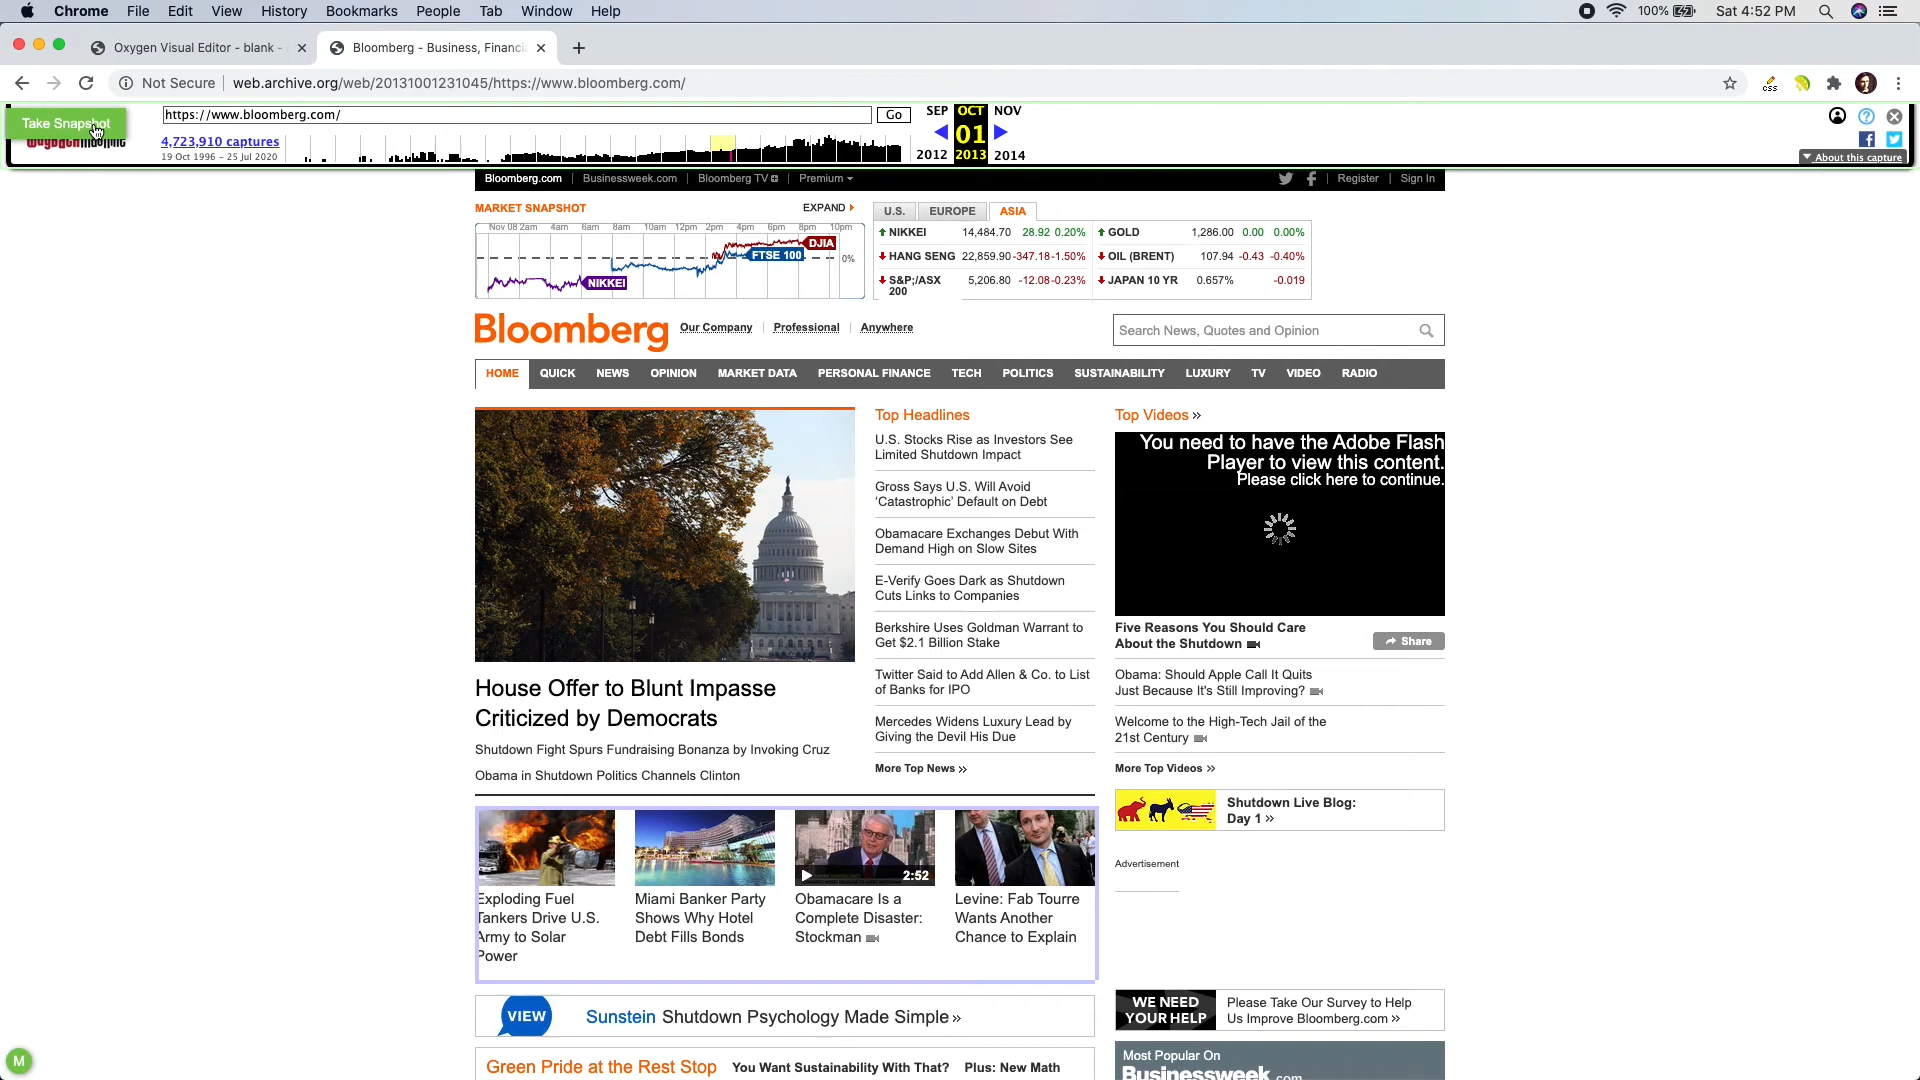 Chrome File Edit View History Bookmarks People Tab Window Help 100% Sat 4:52 PM
Oxygen Visual Editor - blank - Bloomberg - Business, Financi
Not Secure web.archive.org/web/20131001231045/https://www.bloomberg.com/
Take Snapshot
https://www.bloomberg.com/ Go
4,723,910 captures
19 Oct 1996 – 25 Jul 2020
SEP OCT NOV
01
2012 2013 2014
About this capture
Bloomberg.com Businessweek.com Bloomberg TV Premium Register Sign In
MARKET SNAPSHOT EXPAND
Nov 08 2am 4am 6am 8am 10am 12pm 2pm 4pm 6pm 8pm 10pm
DJIA
FTSE 100
0%
NIKKEI
U.S. EUROPE ASIA
NIKKEI 14,484.70 28.92 0.20%
HANG SENG 22,859.90 -347.18 -1.50%
S&P;/ASX 200 5,206.80 -12.08 -0.23%
GOLD 1,286.00 0.00 0.00%
OIL (BRENT) 107.94 -0.43 -0.40%
JAPAN 10 YR 0.657% -0.019
Bloomberg Our Company Professional Anywhere
Search News, Quotes and Opinion
HOME QUICK NEWS OPINION MARKET DATA PERSONAL FINANCE TECH POLITICS SUSTAINABILITY LUXURY TV VIDEO RADIO
House Offer to Blunt Impasse
Criticized by Democrats
Shutdown Fight Spurs Fundraising Bonanza by Invoking Cruz
Obama in Shutdown Politics Channels Clinton
Top Headlines
U.S. Stocks Rise as Investors See
Limited Shutdown Impact
Gross Says U.S. Will Avoid
‘Catastrophic’ Default on Debt
Obamacare Exchanges Debut With
Demand High on Slow Sites
E-Verify Goes Dark as Shutdown
Cuts Links to Companies
Berkshire Uses Goldman Warrant to
Get $2.1 Billion Stake
Twitter Said to Add Allen & Co. to List
of Banks for IPO
Mercedes Widens Luxury Lead by
Giving the Devil His Due
More Top News »
Top Videos »
You need to have the Adobe Flash
Player to view this content.
Please click here to continue.
Five Reasons You Should Care
About the Shutdown
Share
Obama: Should Apple Call It Quits
Just Because It's Still Improving?
Welcome to the High-Tech Jail of the
21st Century
More Top Videos »
Shutdown Live Blog:
Day 1 »
Advertisement
Exploding Fuel
Tankers Drive U.S.
Army to Solar
Power
Miami Banker Party
Shows Why Hotel
Debt Fills Bonds
2:52
Obamacare Is a
Complete Disaster:
Stockman
Levine: Fab Tourre
Wants Another
Chance to Explain
VIEW Sunstein Shutdown Psychology Made Simple »
Green Pride at the Rest Stop You Want Sustainability With That? Plus: New Math
WE NEED
YOUR HELP
Please Take Our Survey to Help
Us Improve Bloomberg.com »
Most Popular On
Businessweek.com
M